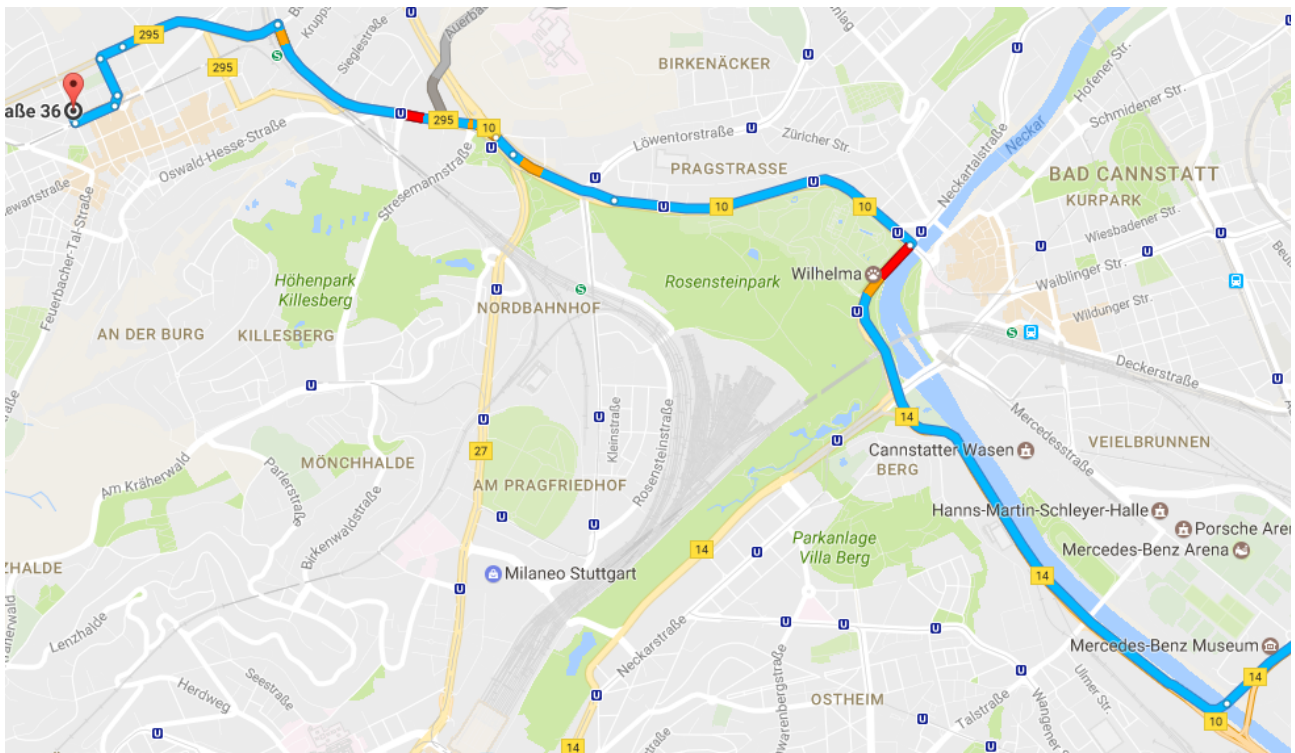 BIRKENÄCKER
295
Sieglestraße
295
aße 36
295
10
Löwentorstraße
Züricher Str.
PRAGSTRASSE
Neckartalstraße
Neckar
Hofener Str.
Schmidener Str.
BAD CANNSTATT
KURPARK
Wiesbadener Str.
Waiblinger Str.
Wildunger Str.
Deckerstraße
Oswald-Hesse-Straße
Stresemannstraße
Feuerbacher-Tal-Straße
10
10
Wilhelma
Rosensteinpark
Höhenpark
Killesberg
NORDBAHNHOF
AN DER BURG
KILLESBERG
14
Mercedesstraße
VEIELBRUNNEN
Cannstatter Wasen
BERG
27
Kleinstraße
Rosensteinstraße
MÖNCHHALDE
Am Kräherwald
Parlerstraße
Birkenwaldstraße
AM PRAGFRIEDHOF
Hanns-Martin-Schleyer-Halle
Porsche Aren
Mercedes-Benz Arena
14
Parkanlage
Villa Berg
14
Milaneo Stuttgart
ZHALDE
Lenzhalde
Neckarstraße
Mercedes-Benz Museum
14
Herdweg
Seestraße
OSTHEIM
Talstraße
Wangener
Ulmer Str.
10
14